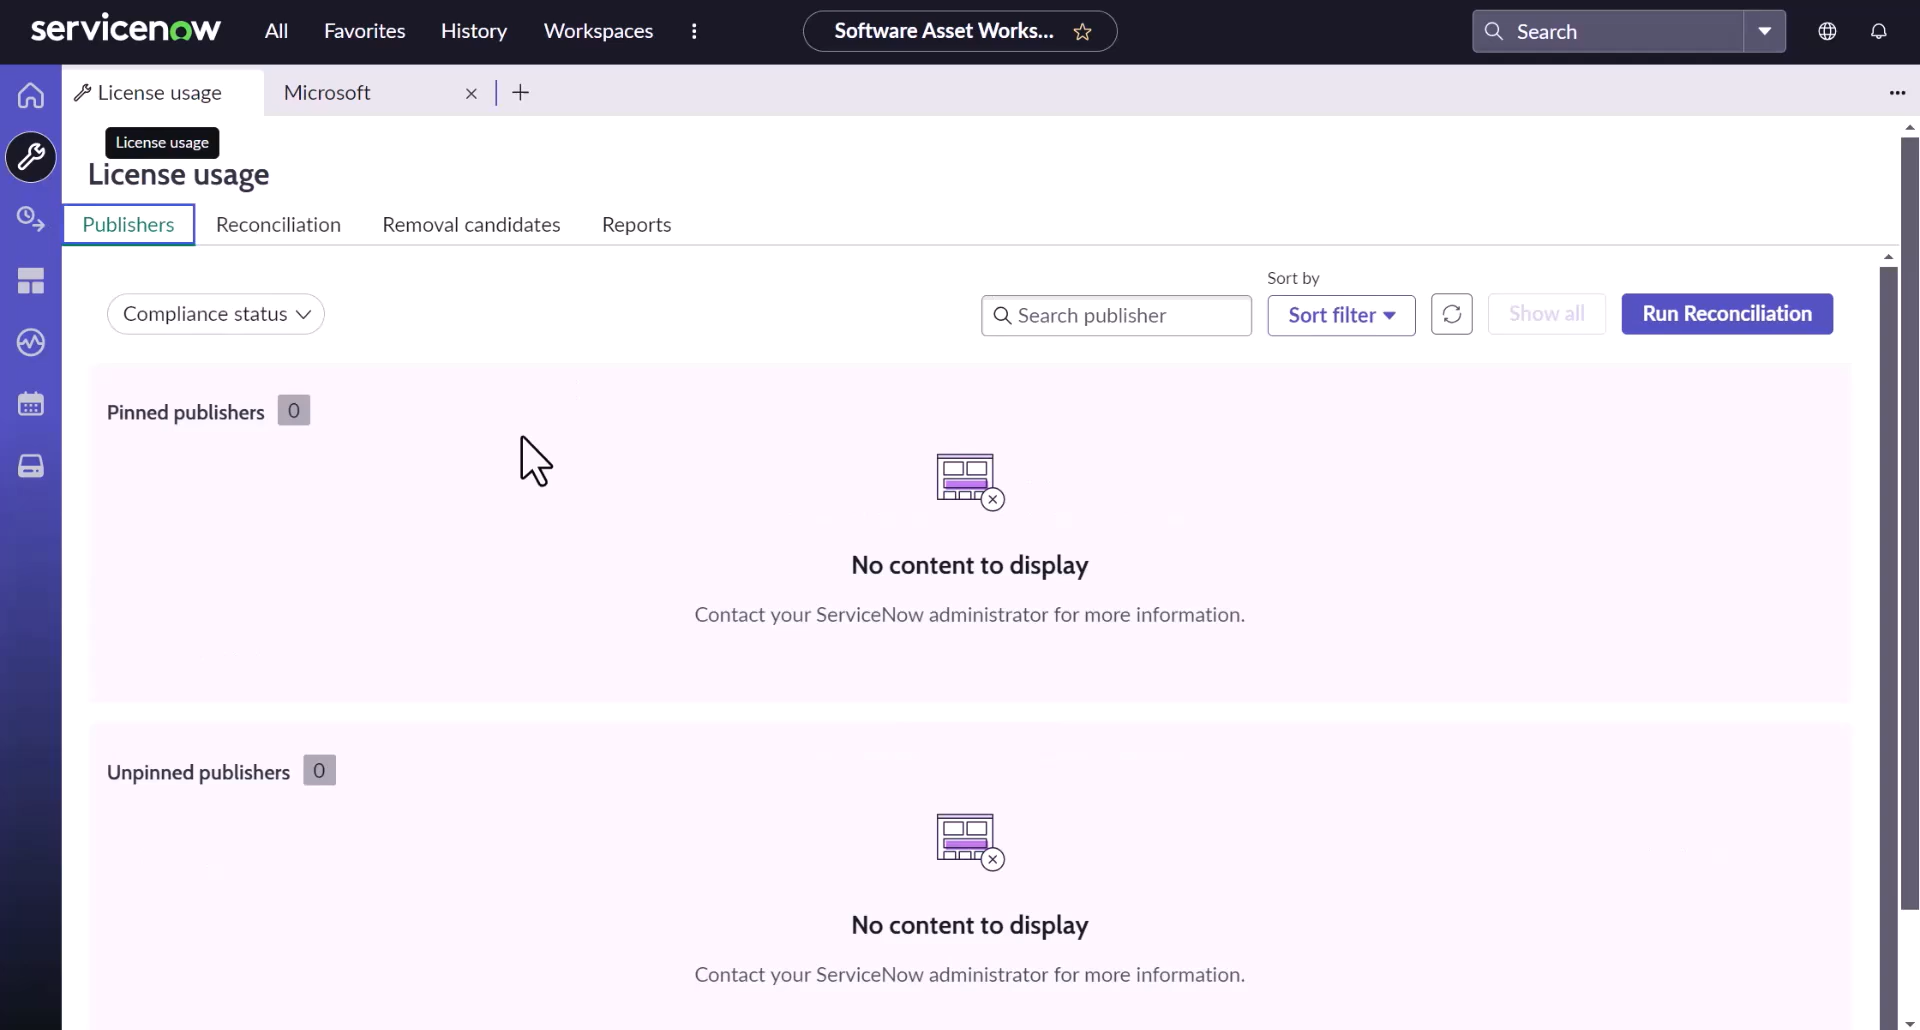 servicenow
All
Favorites
History
Workspaces
Software Asset Works...
Search
License usage
Microsoft
License usage
License usage
Publishers
Reconciliation
Removal candidates
Reports
Sort by
Compliance status
Search publisher
Sort filter
Show all
Run Reconciliation
Pinned publishers 0
No content to display
Contact your ServiceNow administrator for more information.
Unpinned publishers 0
No content to display
Contact your ServiceNow administrator for more information.